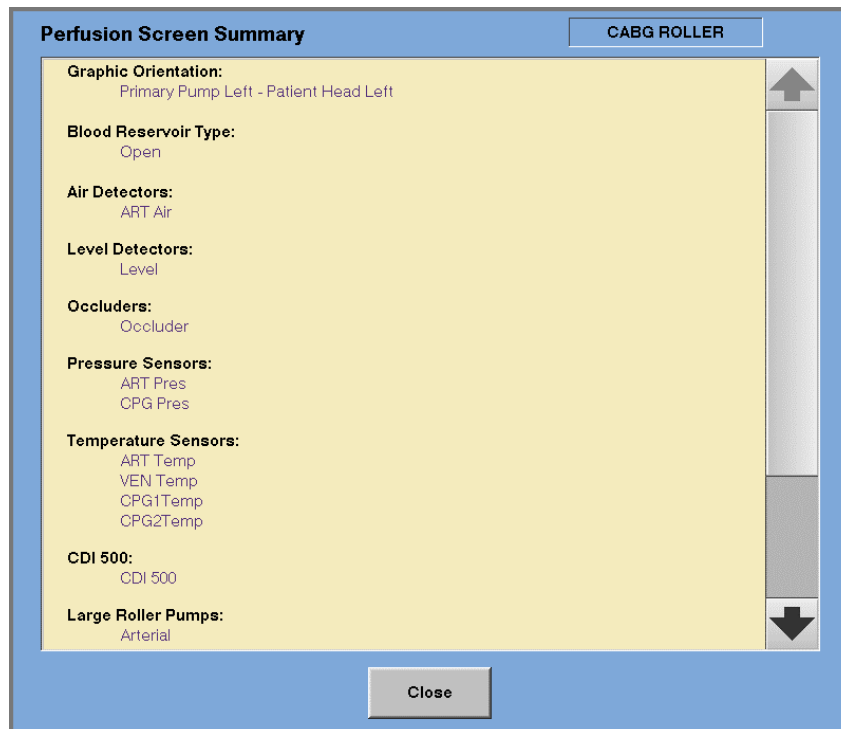 Perfusion Screen Summary
CABG ROLLER
Graphic Orientation:
Primary Pump Left - Patient Head Left
Blood Reservoir Type:
Open
Air Detectors:
ART Air
Level Detectors:
Level
Occluders:
Occluder
Pressure Sensors:
ART Pres
CPG Pres
Temperature Sensors:
ART Temp
VEN Temp
CPG1Temp
CPG2Temp
CDI 500:
CDI 500
Large Roller Pumps:
Arterial
Close